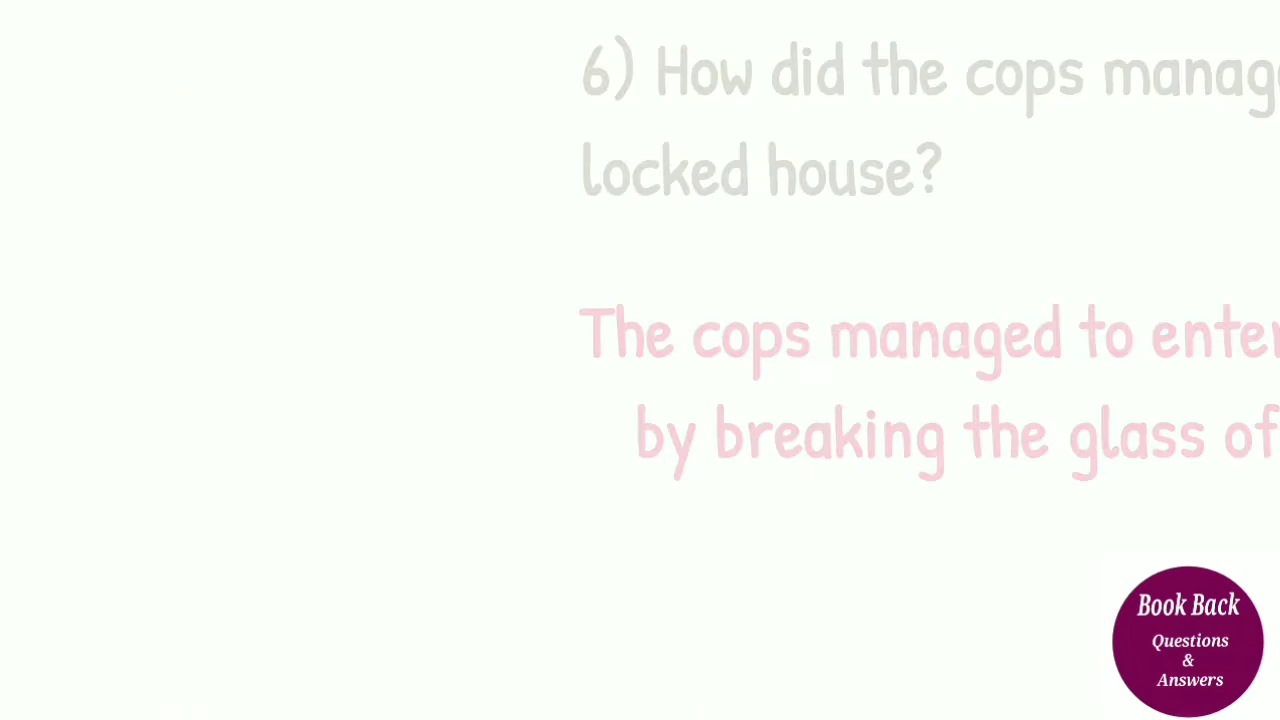 6) How did the cops manag
locked house?
The cops managed to enter
by breaking the glass of
Book Back
Questions
&
Answers